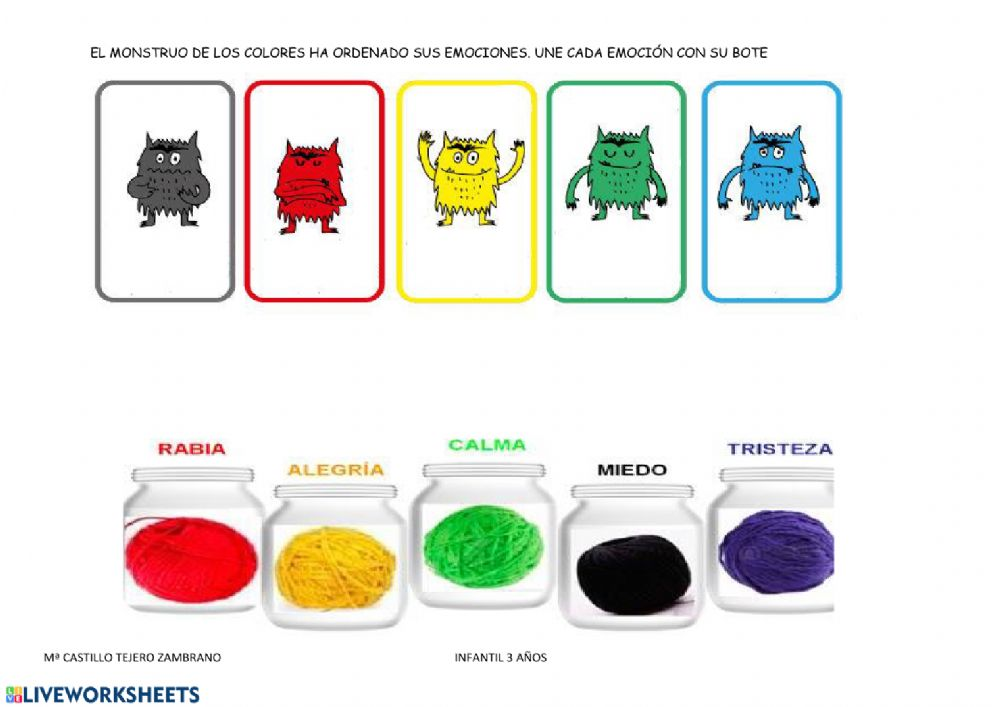 EL MONSTRUO DE LOS COLORES HA ORDENADO SUS EMOCIONES. UNE CADA EMOCIÓN CON SU BOTE
RABIA
ALEGRÍA
CALMA
MIEDO
TRISTEZA
Mª CASTILLO TEJERO ZAMBRANO
INFANTIL 3 AÑOS
LIVE LIVEWORKSHEETS